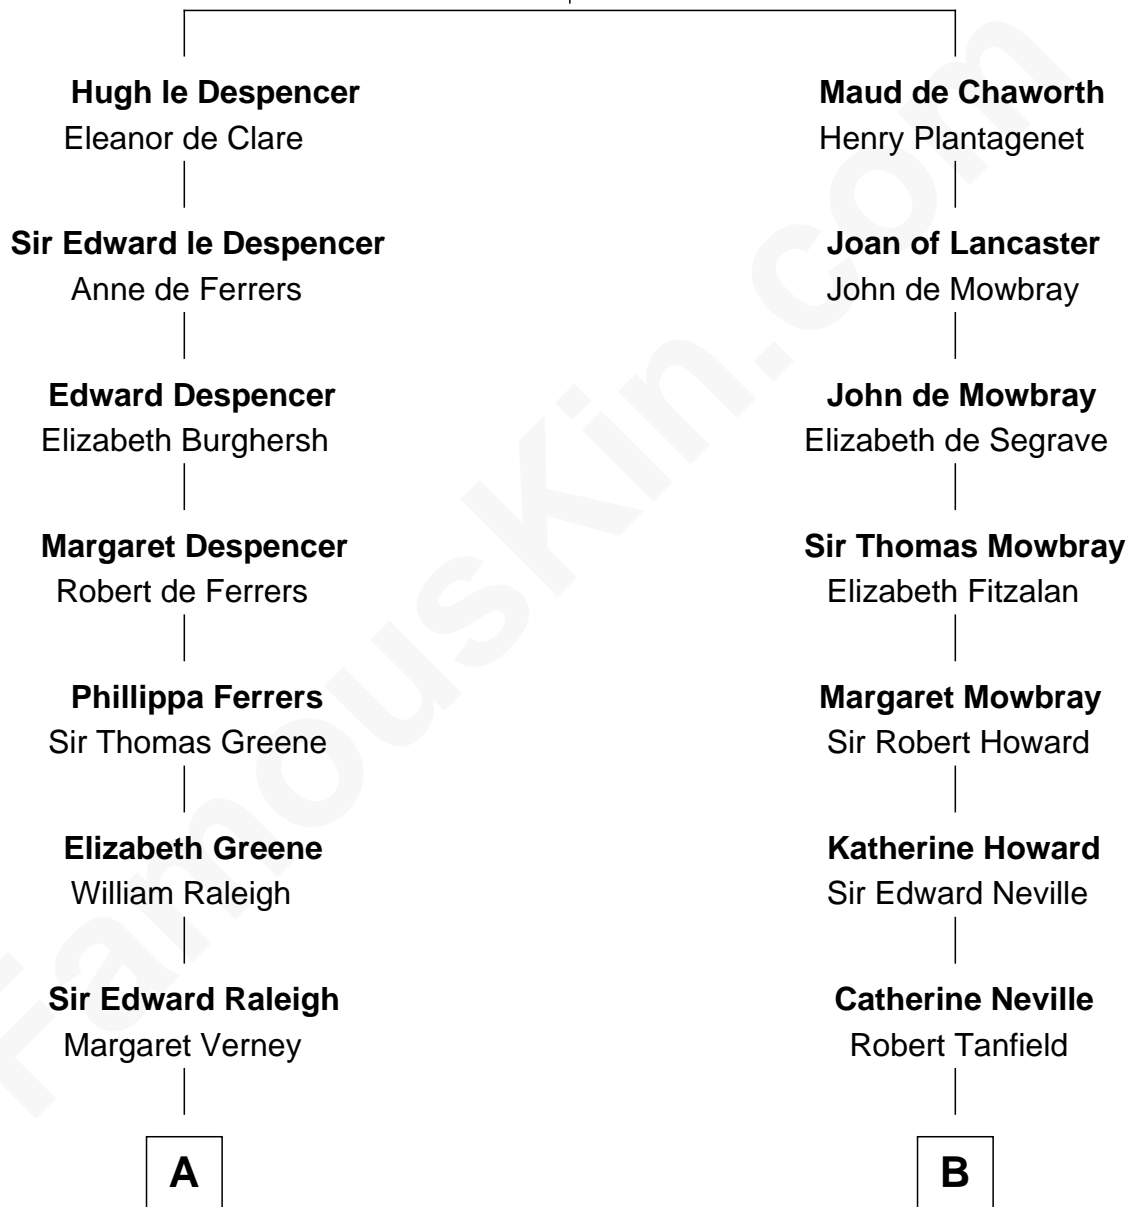 Hugh le Despencer
Eleanor de Clare
Sir Edward le Despencer
Anne de Ferrers
Edward Despencer
Elizabeth Burghersh
Margaret Despencer
Robert de Ferrers
Phillippa Ferrers
Sir Thomas Greene
Elizabeth Greene
William Raleigh
Sir Edward Raleigh
Margaret Verney
A
Maud de Chaworth
Henry Plantagenet
Joan of Lancaster
John de Mowbray
John de Mowbray
Elizabeth de Segrave
Sir Thomas Mowbray
Elizabeth Fitzalan
Margaret Mowbray
Sir Robert Howard
Katherine Howard
Sir Edward Neville
Catherine Neville
Robert Tanfield
B
FamousKin.com